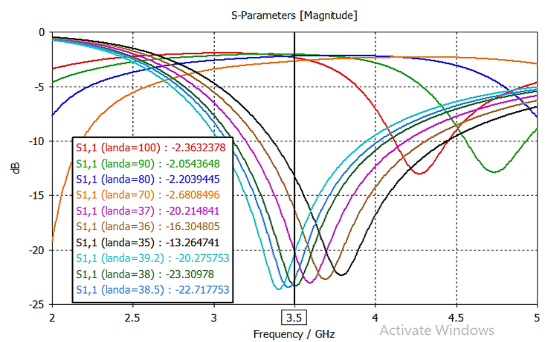 S-Parameters [Magnitude]
0
-5
-10
-15
-20
-25
dB
S1,1 (landa=100) : -2.3632378
S1,1 (landa=90) : -2.0543648
S1,1 (landa=80) : -2.2039445
S1,1 (landa=70) : -2.6808496
S1,1 (landa=37) : -20.214841
S1,1 (landa=36) : -16.304805
S1,1 (landa=35) : -13.264741
S1,1 (landa=39.2) : -20.275753
S1,1 (landa=38) : -23.30978
S1,1 (landa=38.5) : -22.717753
2 2.5 3 3.5 4 4.5 5
Frequency / GHz
Activate Windows